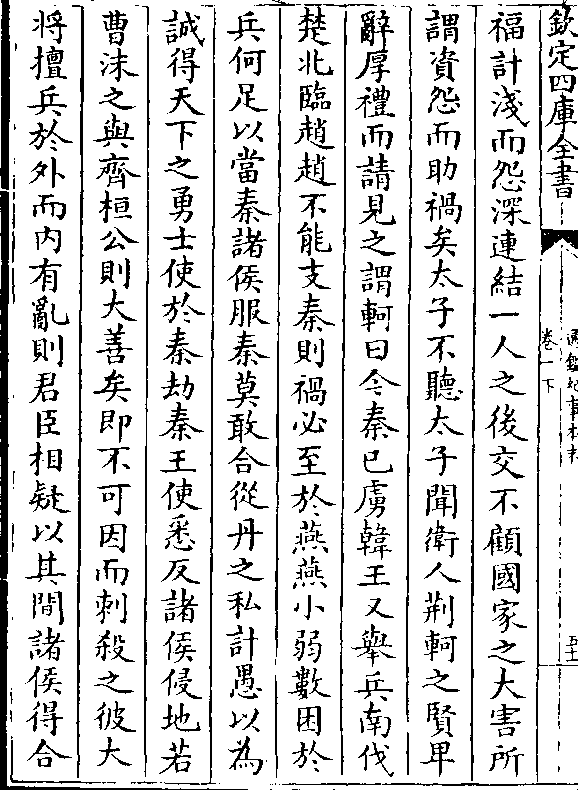 欽定四庫全書
通鑑紀事本末
卷一下
福計淺而怨深連結一人之後交不顧國家之大害所
謂資怨而助禍矣太子不聽太子聞衛人荆軻之賢卑
辭厚禮而請見之謂軻曰今秦已虜韓王又舉兵南伐
楚北臨趙趙不能支秦則禍必至於燕燕小弱數困於
兵何足以當秦諸侯服秦莫敢合從丹之私計愚以為
誠得天下之勇士使於秦劫秦王使悉反諸侯侵地若
曹沫之與齊桓公則大善矣即不可因而刺殺之彼大
将擅兵於外而内有亂則君臣相疑以其間諸侯得合